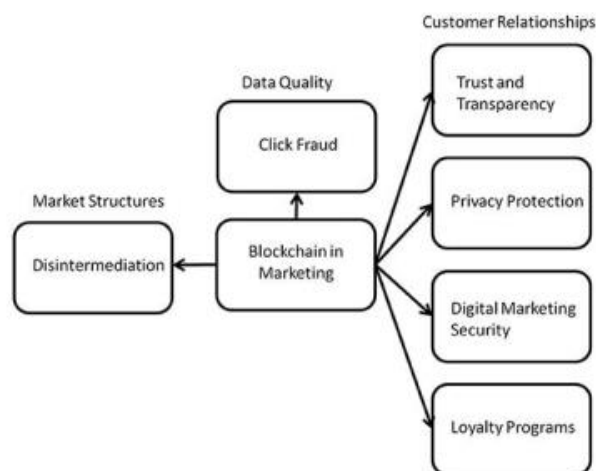 Customer Relationships
Trust and
Transparency
Data Quality
Click Fraud
Privacy Protection
Market Structures
Disintermediation
Blockchain in
Marketing
Digital Marketing
Security
Loyalty Programs